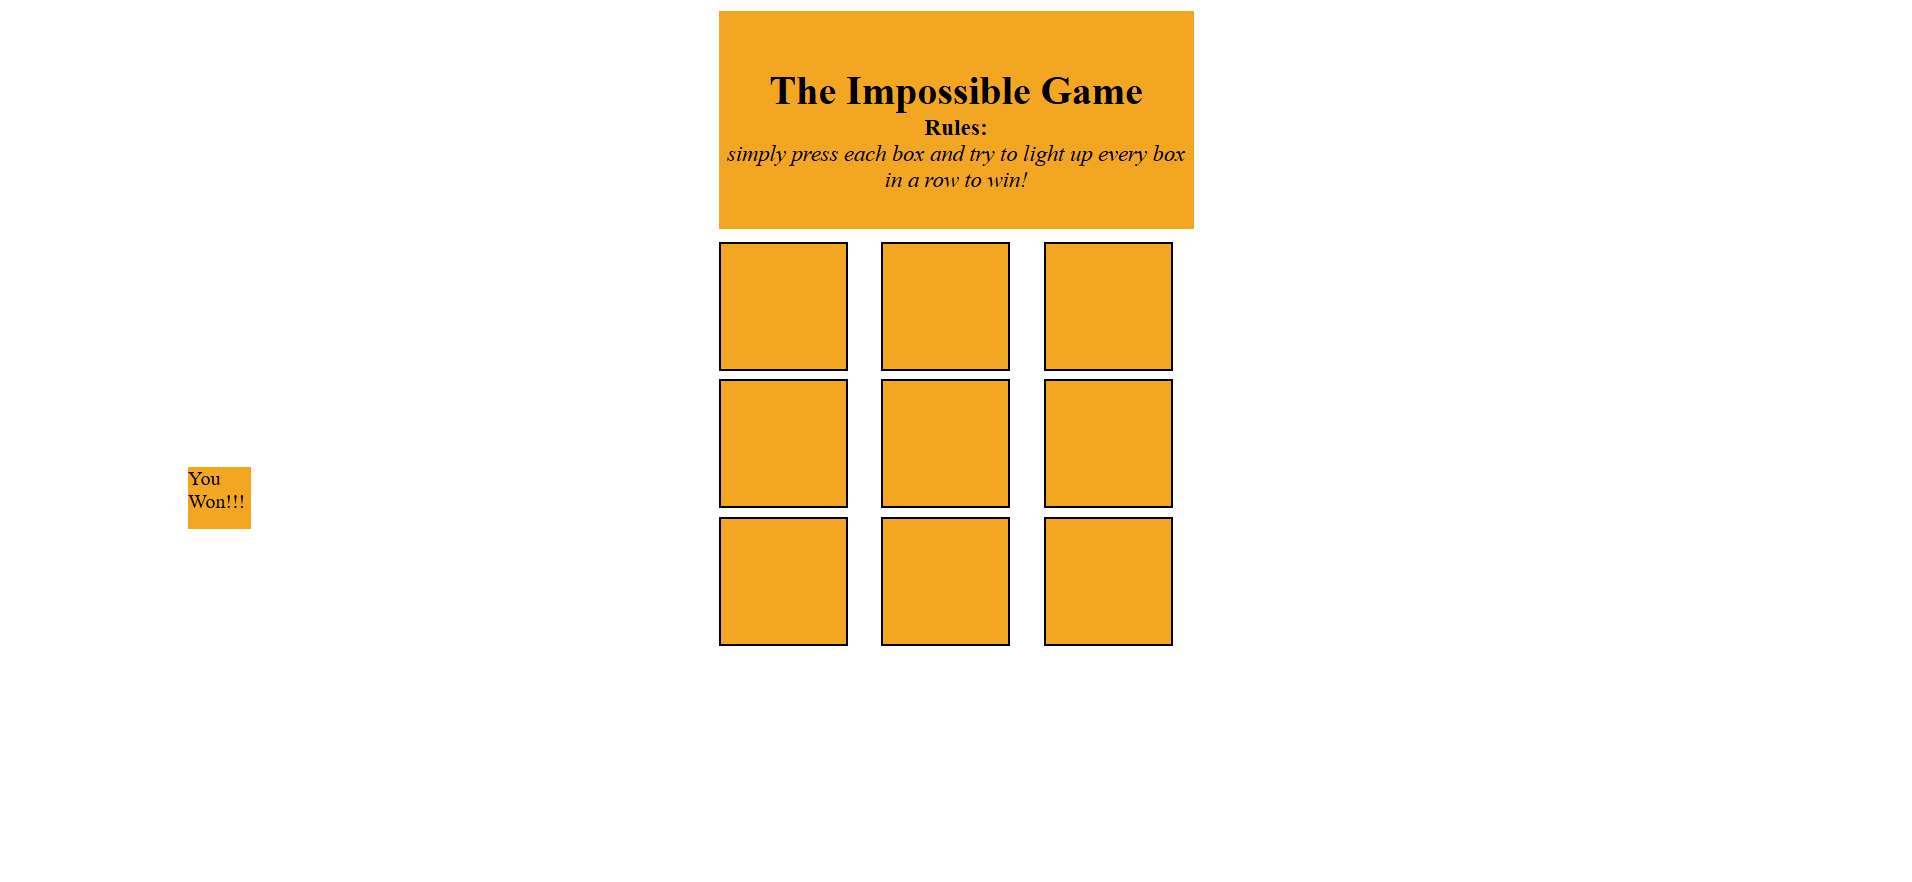 The Impossible Game
Rules:
simply press each box and try to light up every box
in a row to win!
You
Won!!!